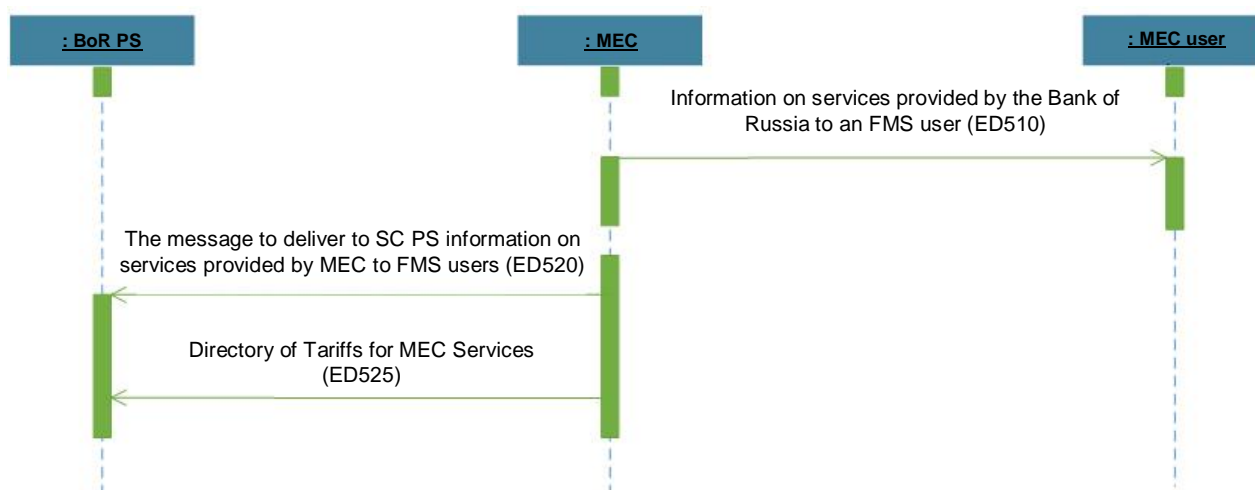 : BoR PS
: MEC
: MEC user
Information on services provided by the Bank of
Russia to an FMS user (ED510)
The message to deliver to SC PS information on
services provided by MEC to FMS users (ED520)
Directory of Tariffs for MEC Services
(ED525)